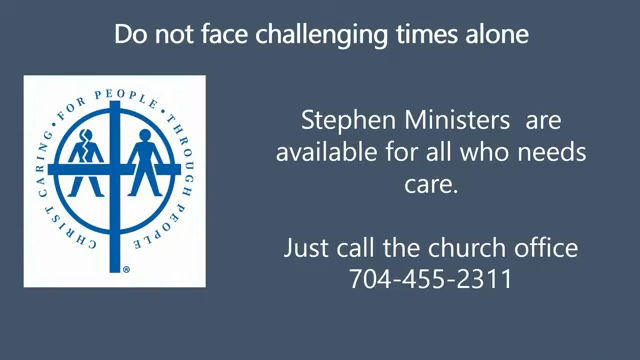 Do not face challenging times alone
CHRIST CARING • FOR PEOPLE • THROUGH PEOPLE
®
Stephen Ministers are
available for all who needs
care.
Just call the church office
704-455-2311